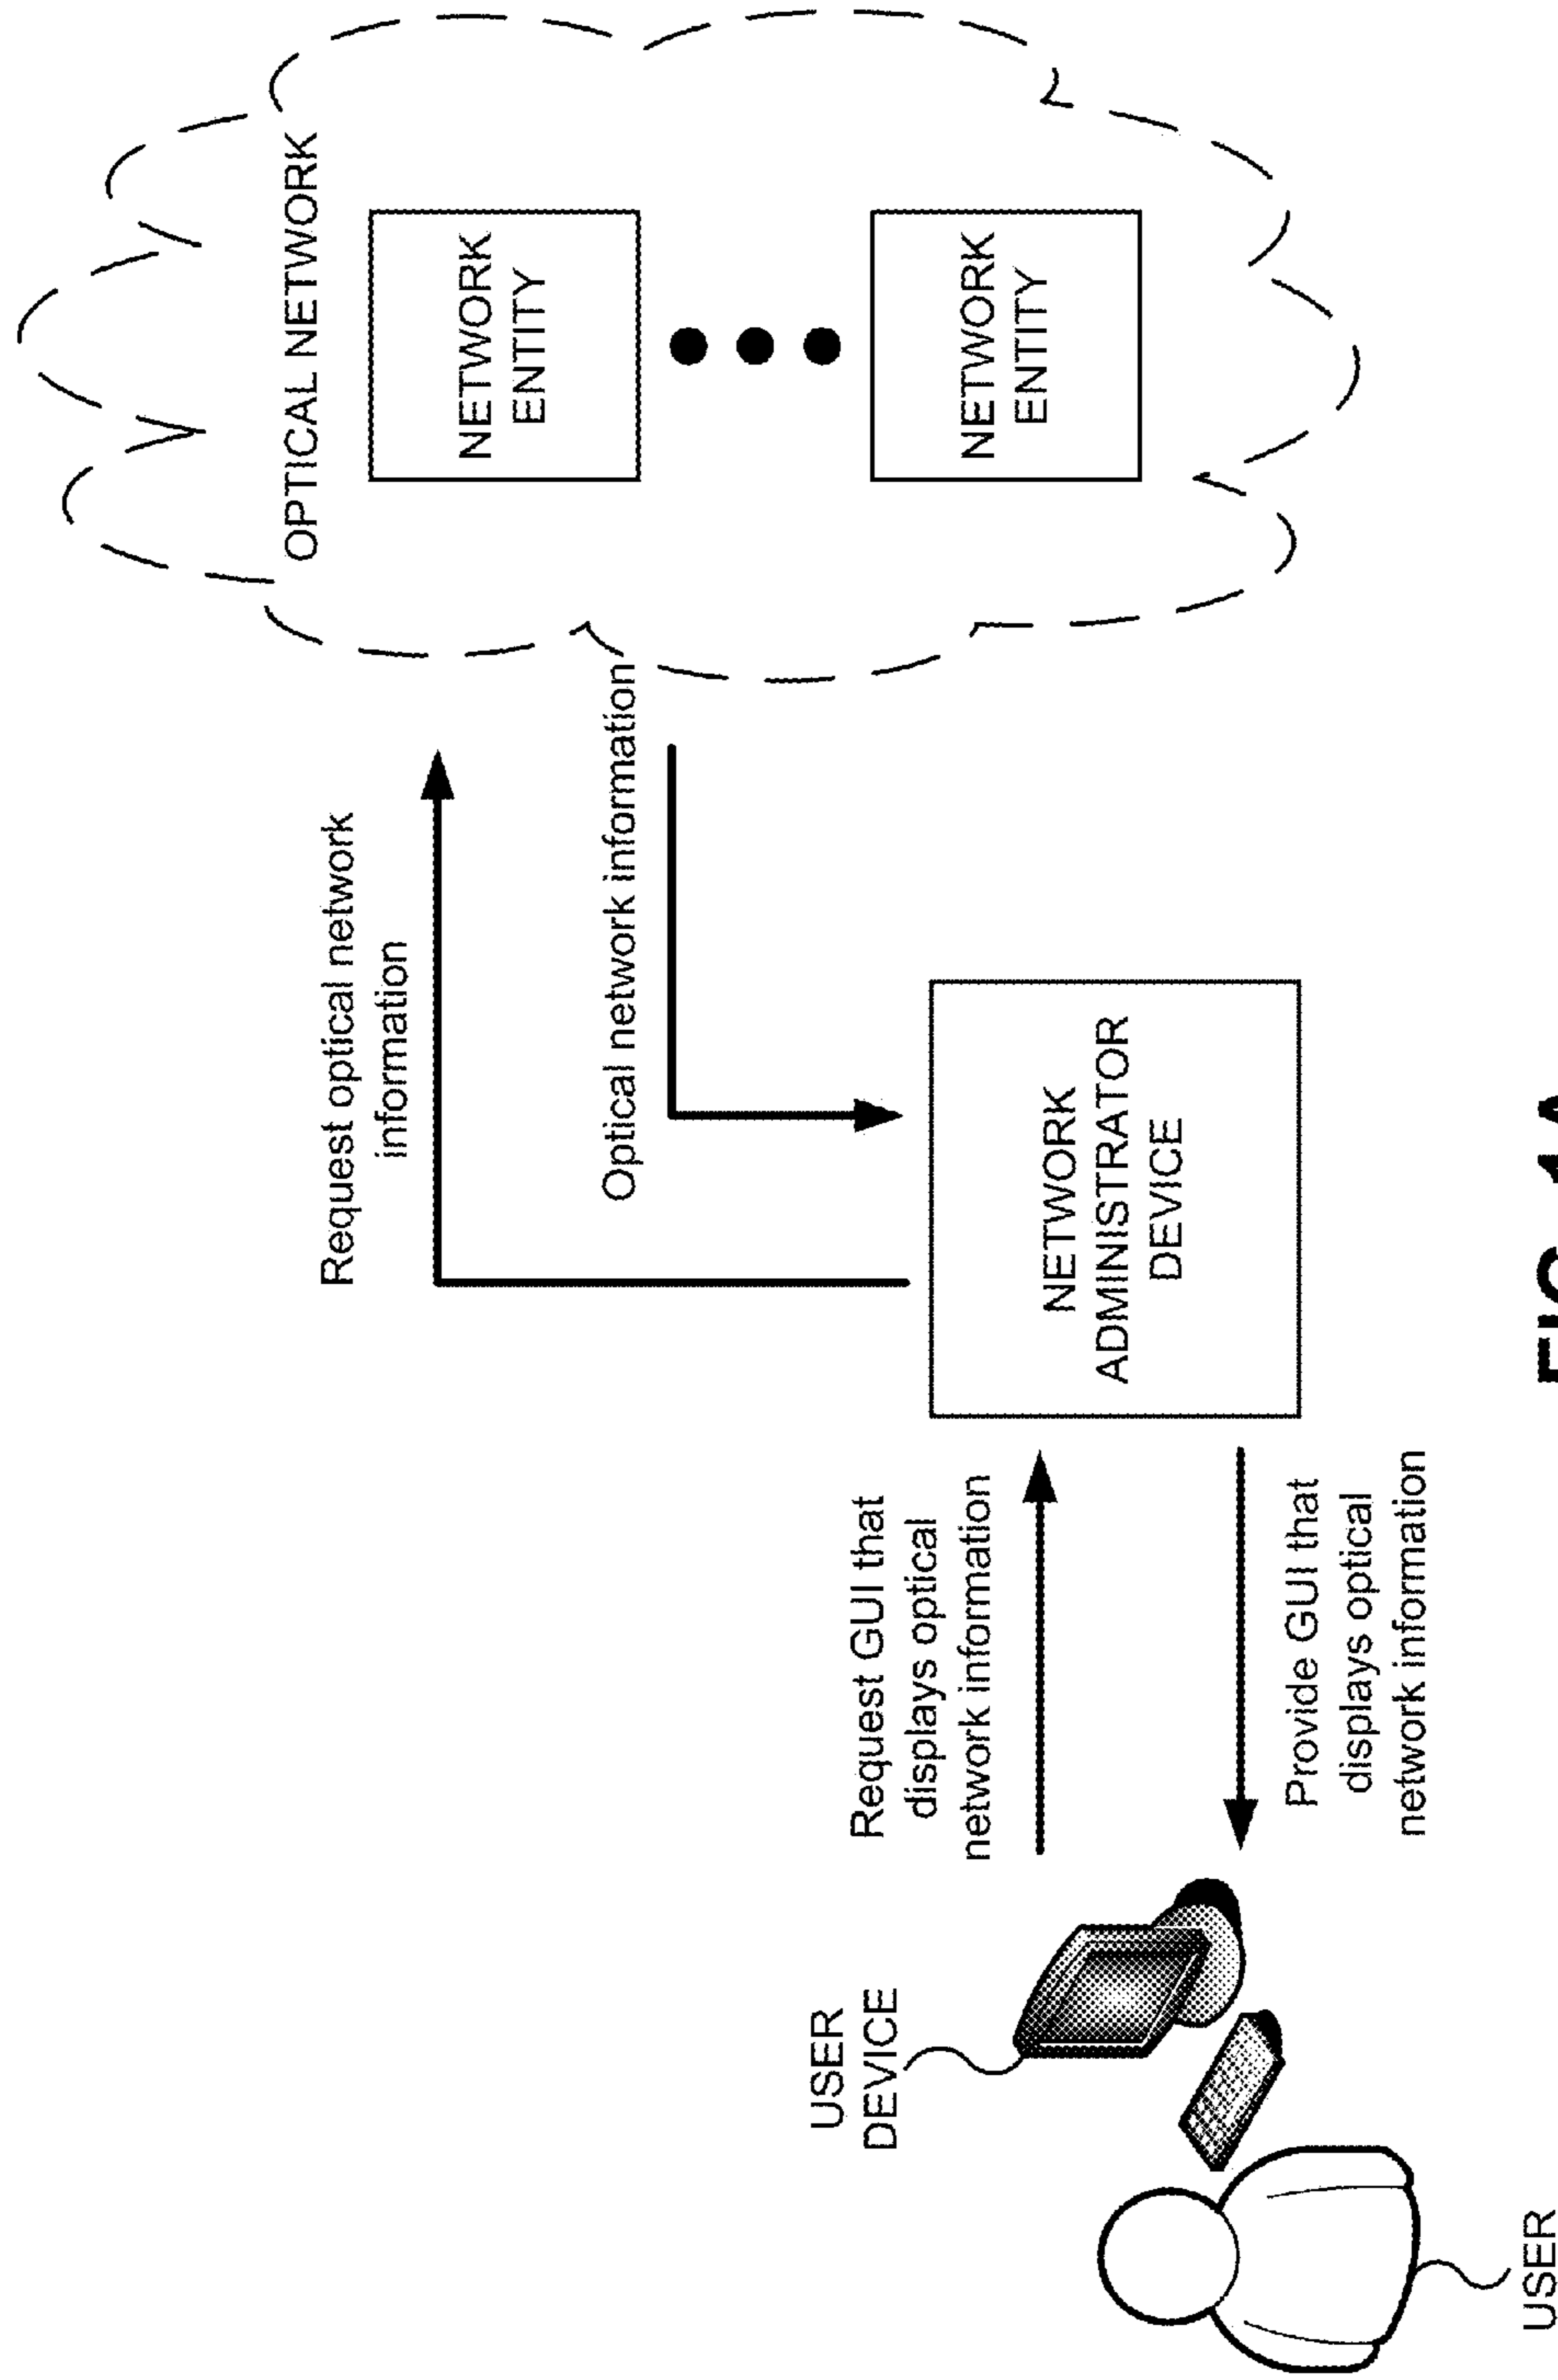 OPTICAL NETWORK
NETWORK
ENTITY
NETWORK
ENTITY
Request optical network
information
Optical network information
NETWORK
ADMINISTRATOR
DEVICE
Request GUI that
displays optical
network information
Provide GUI that
displays optical
network information
USER
DEVICE
USER